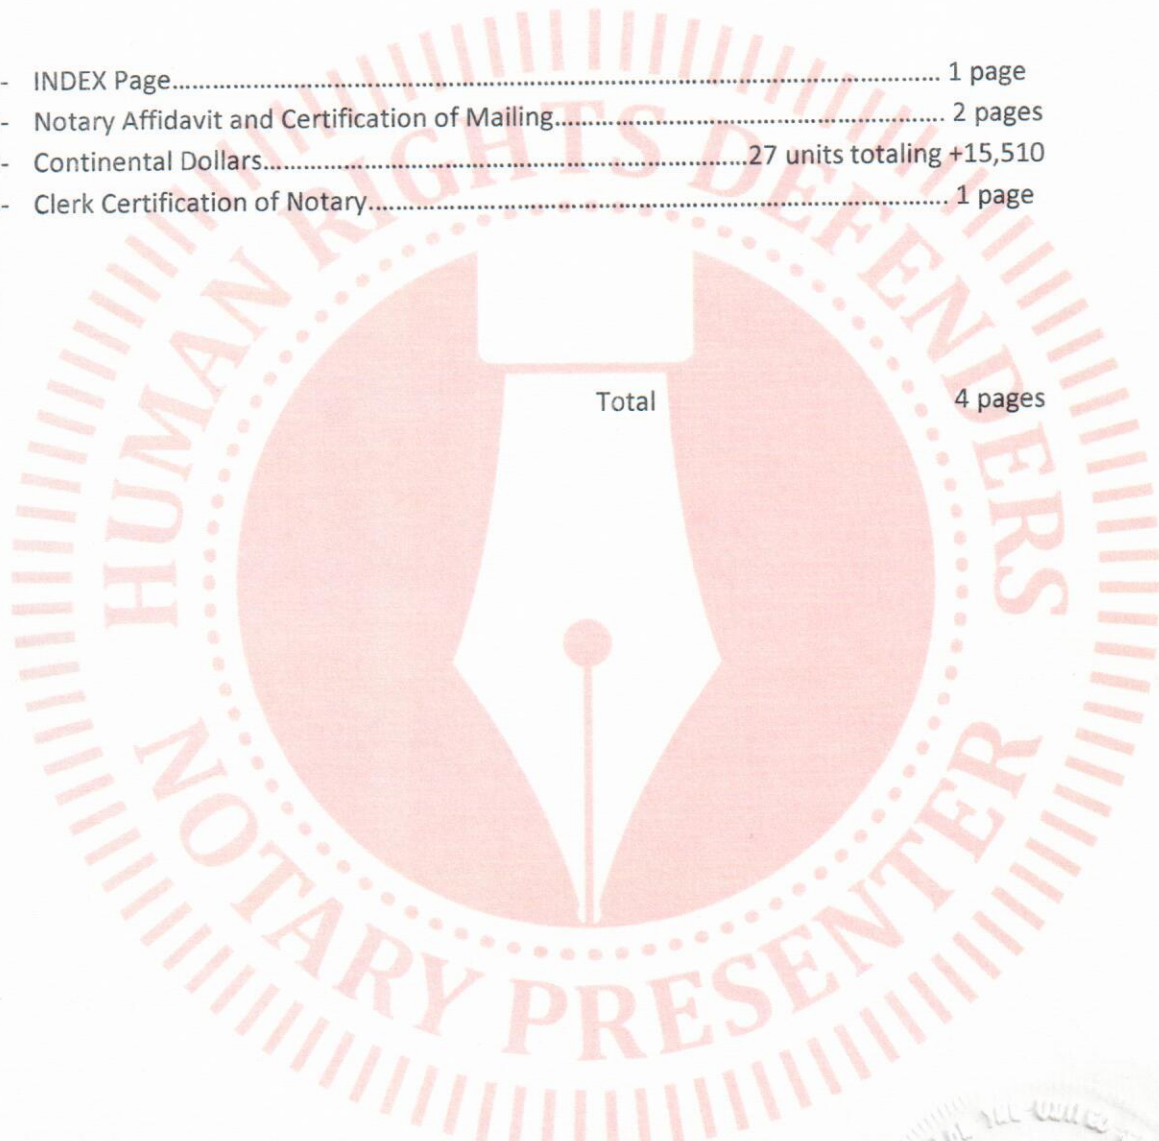 - INDEX Page........................................................................................................ 1 page
- Notary Affidavit and Certification of Mailing................................................ 2 pages
- Continental Dollars............................................................27 units totaling +15,510
- Clerk Certification of Notary........................................................................ 1 page
Total 4 pages
HUMAN RIGHTS DEFENDERS
NOTARY PRESENTER
THE